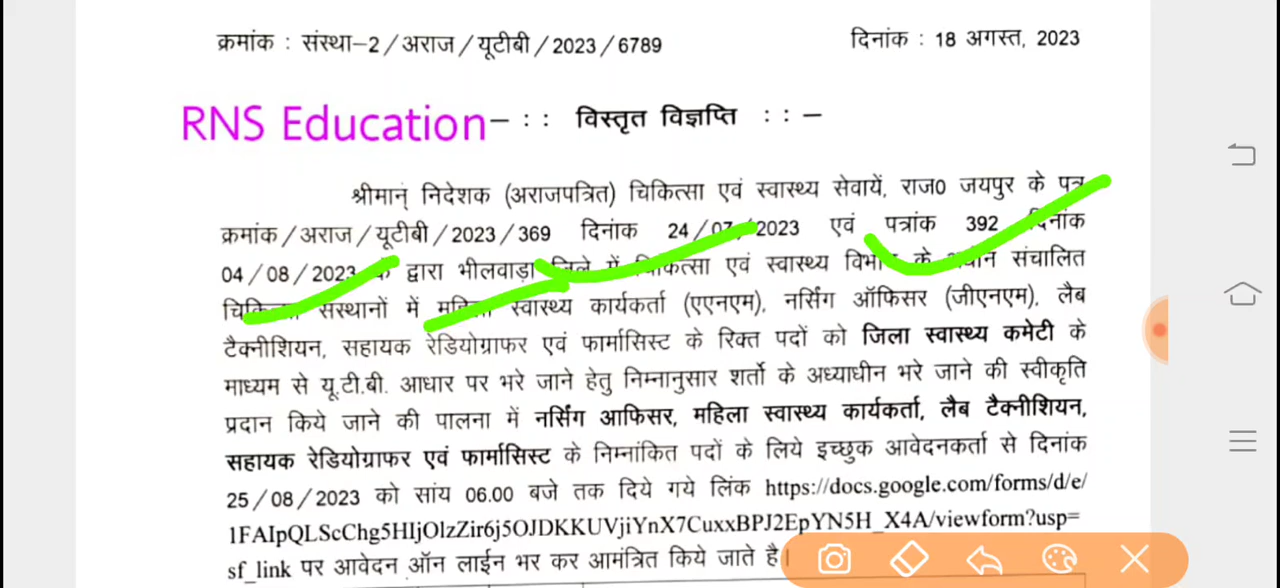 क्रमांक : संस्था-2/अराज/यूटीबी/2023/6789 दिनांक : 18 अगस्त, 2023
RNS Education - :: विस्तृत विज्ञप्ति :: -
श्रीमान् निदेशक (अराजपत्रित) चिकित्सा एवं स्वास्थ्य सेवायें, राज0 जयपुर के पत्र
क्रमांक/अराज/यूटीबी/2023/369 दिनांक 24/07/2023 एवं पत्रांक 392 दिनांक
04/08/2023 के द्वारा भीलवाड़ा जिले में चिकित्सा एवं स्वास्थ्य विभाग के अधीन संचालित
चिकित्सा संस्थानों में महिला स्वास्थ्य कार्यकर्ता (एएनएम), नर्सिंग ऑफिसर (जीएनएम), लैब
टैक्नीशियन, सहायक रेडियोग्राफर एवं फार्मासिस्ट के रिक्त पदों को जिला स्वास्थ्य कमेटी के
माध्यम से यू.टी.बी. आधार पर भरे जाने हेतु निम्नानुसार शर्तो के अध्याधीन भरे जाने की स्वीकृति
प्रदान किये जाने की पालना में नर्सिंग आफिसर, महिला स्वास्थ्य कार्यकर्ता, लैब टैक्नीशियन,
सहायक रेडियोग्राफर एवं फार्मासिस्ट के निम्नांकित पदों के लिये इच्छुक आवेदनकर्ता से दिनांक
25/08/2023 को सांय 06.00 बजे तक दिये गये लिंक https://docs.google.com/forms/d/e/
1FAIpQLScChg5HIjOlzZir6j5OJDKKUVjiYnX7CuxxBPJ2EpYN5H_X4A/viewform?usp=
sf_link पर आवेदन ऑन लाईन भर कर आमंत्रित किये जाते है।